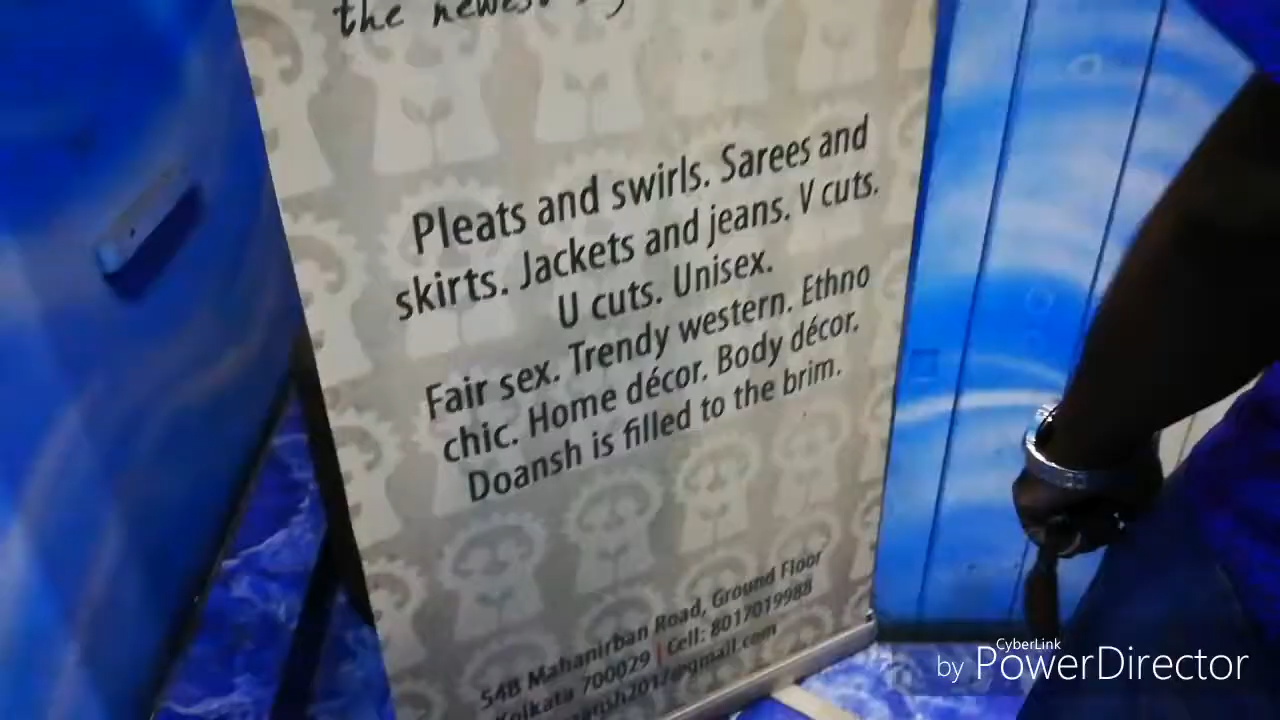 the newest
Pleats and swirls. Sarees and
skirts. Jackets and jeans. V cuts.
U cuts. Unisex.
Fair sex. Trendy western. Ethno
chic. Home décor. Body décor.
Doansh is filled to the brim.
54B Mahanirban Road, Ground Floor
Kolkata 700029 | Cell: 8017019988
CyberLink
by PowerDirector